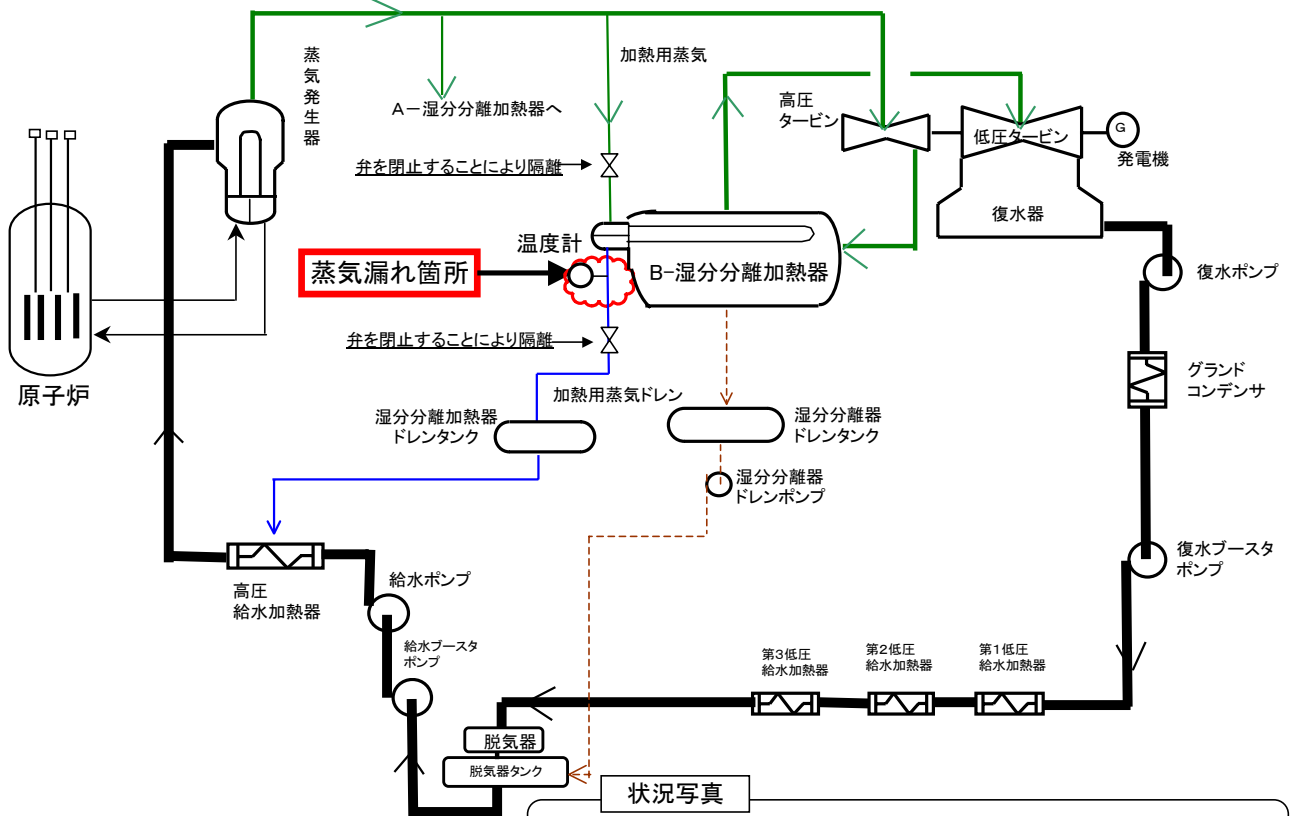 蒸気発生器
加熱用蒸気
A－湿分分離加熱器へ
高圧
タービン
低圧タービン
G
発電機
弁を閉止することにより隔離
復水器
温度計
蒸気漏れ箇所
B-湿分分離加熱器
復水ポンプ
弁を閉止することにより隔離
原子炉
グランド
コンデンサ
加熱用蒸気ドレン
湿分分離加熱器
ドレンタンク
湿分分離器
ドレンタンク
湿分分離器
ドレンポンプ
復水ブースタ
ポンプ
高圧
給水加熱器
給水ポンプ
給水ブースタ
ポンプ
第３低圧
給水加熱器
第２低圧
給水加熱器
第１低圧
給水加熱器
脱気器
脱気器タンク
状況写真